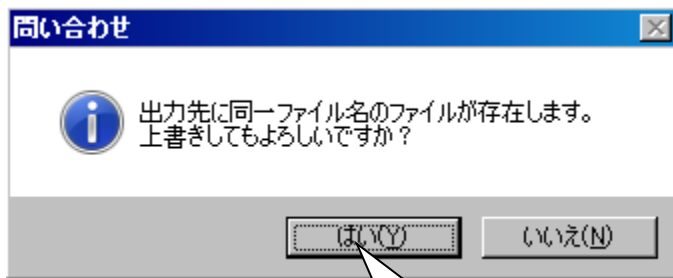 問い合わせ
出力先に同一ファイル名のファイルが存在します。
上書きしてもよろしいですか？
はい(Y)
いいえ(N)